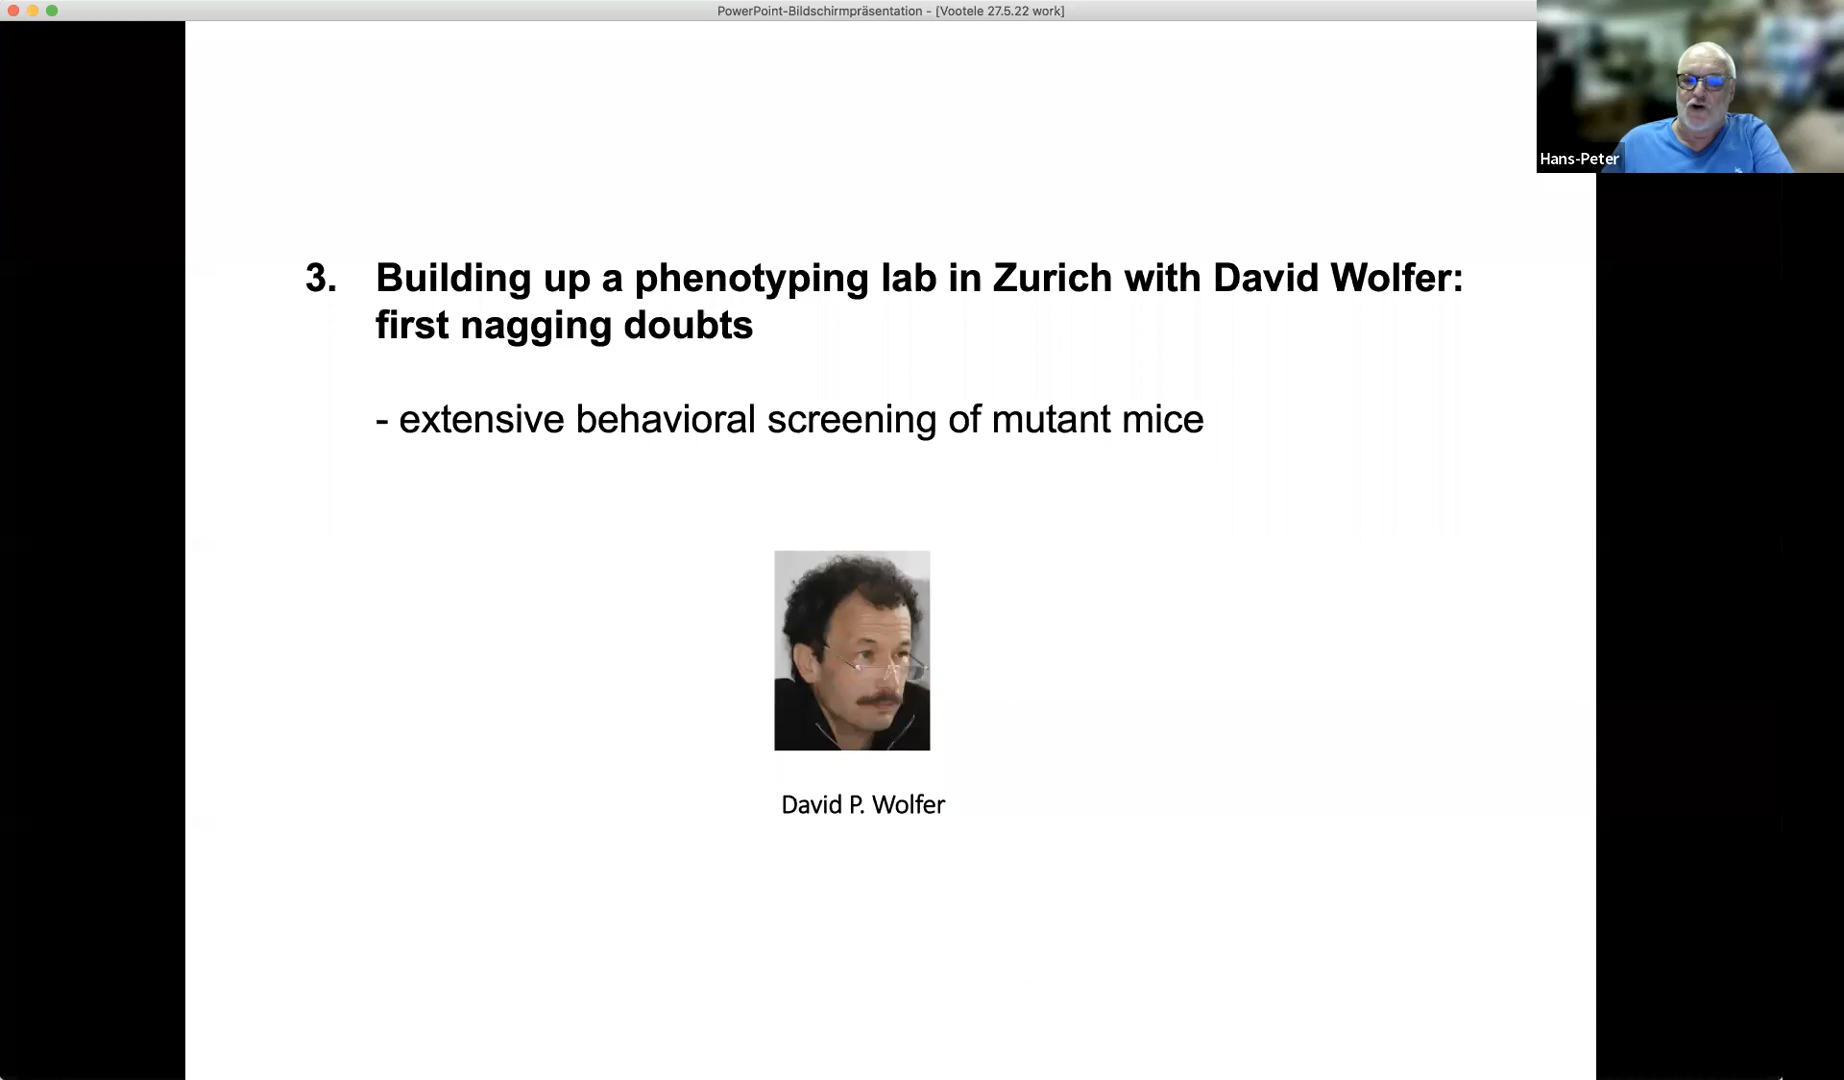 PowerPoint-Bildschirmpräsentation - [Vootele 27.5.22 work]
Hans-Peter
3. Building up a phenotyping lab in Zurich with David Wolfer:
first nagging doubts
- extensive behavioral screening of mutant mice
David P. Wolfer